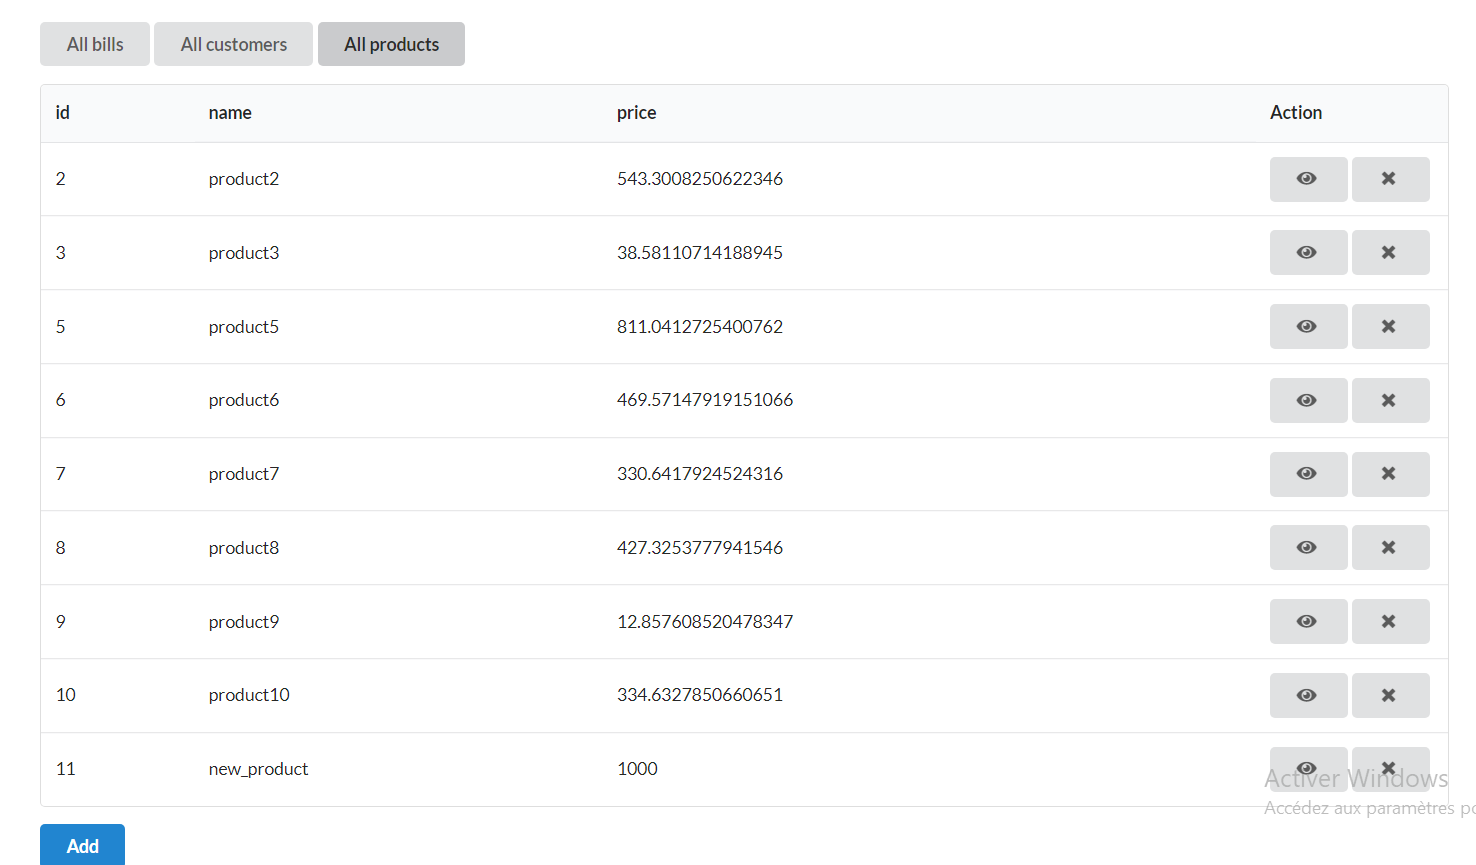 All bills All customers All products
id name price Action
2 product2 543.3008250622346
3 product3 38.58110714188945
5 product5 811.0412725400762
6 product6 469.57147919151066
7 product7 330.6417924524316
8 product8 427.3253777941546
9 product9 12.857608520478347
10 product10 334.6327850660651
11 new_product 1000
Activer Windows
Accédez aux paramètres
Add